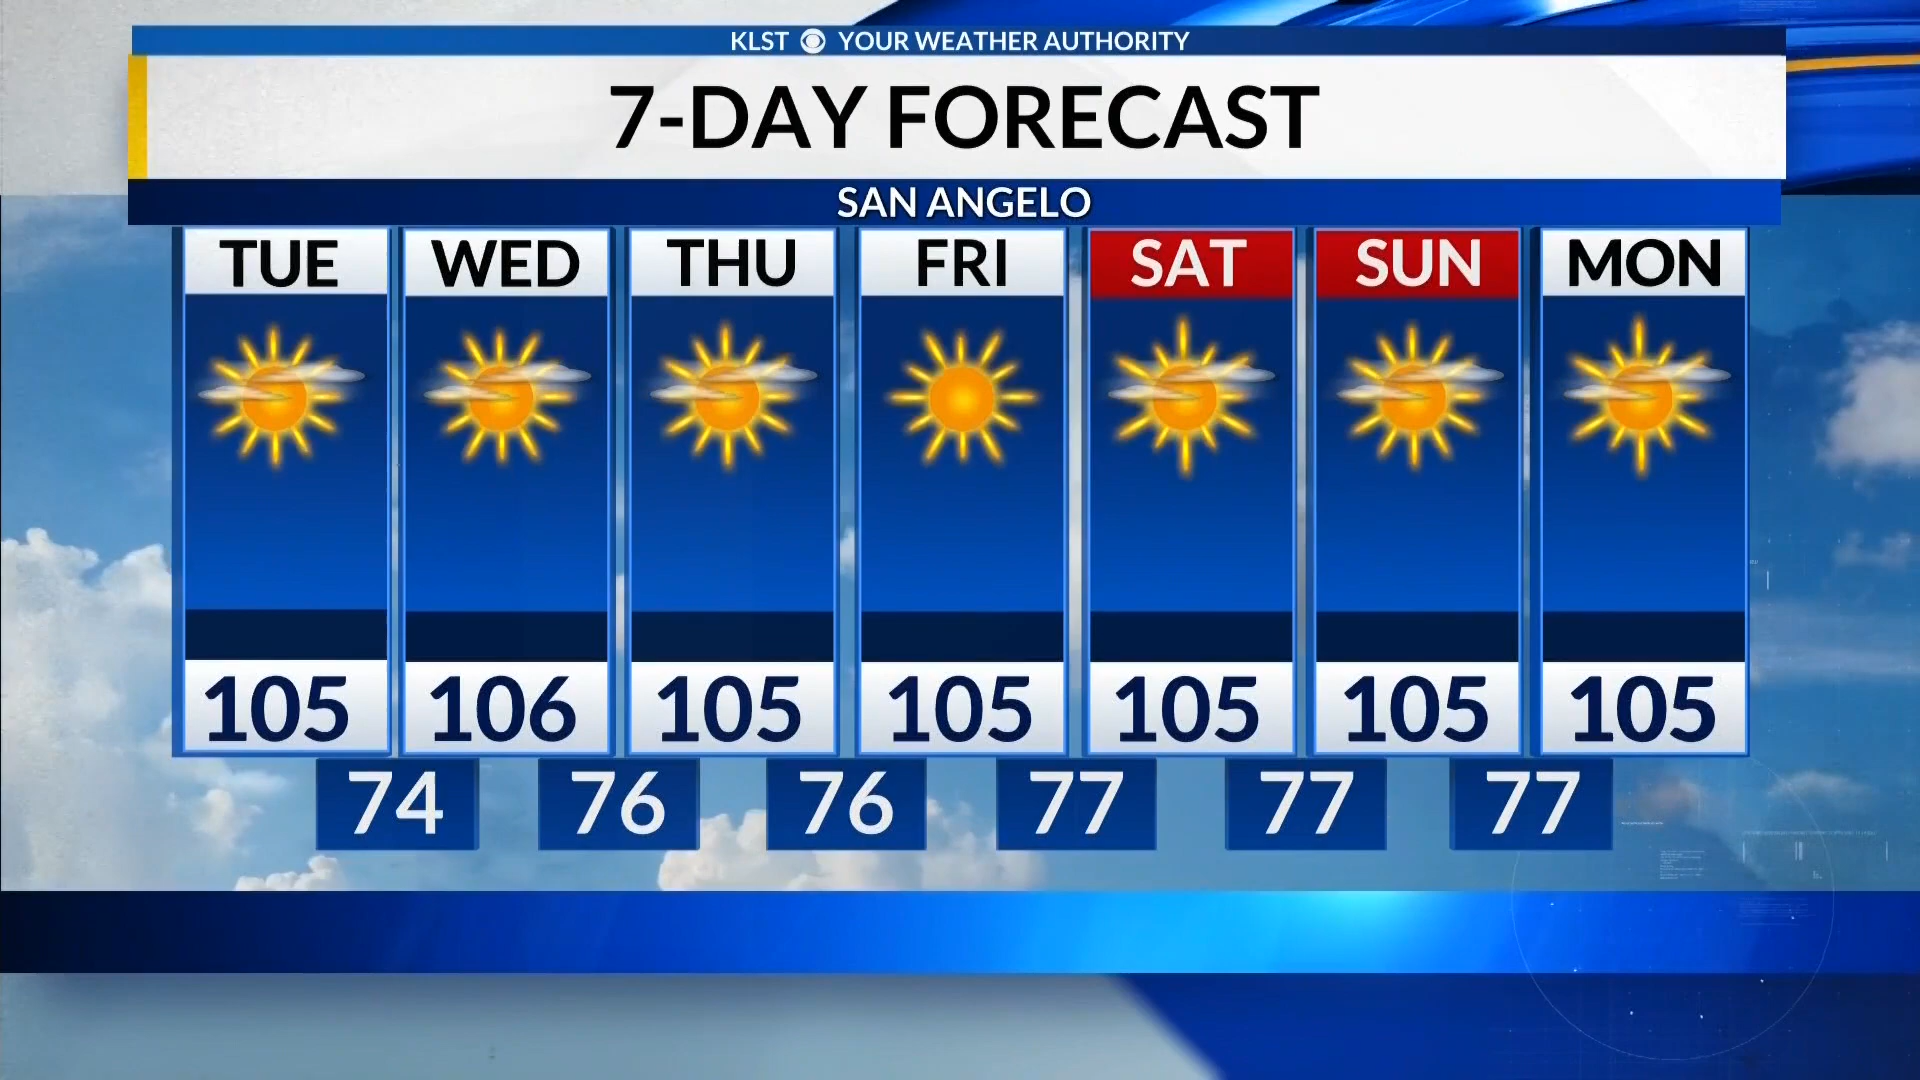 KLST YOUR WEATHER AUTHORITY
7-DAY FORECAST
SAN ANGELO
TUE WED THU FRI SAT SUN MON
105 106 105 105 105 105 105
74 76 76 77 77 77